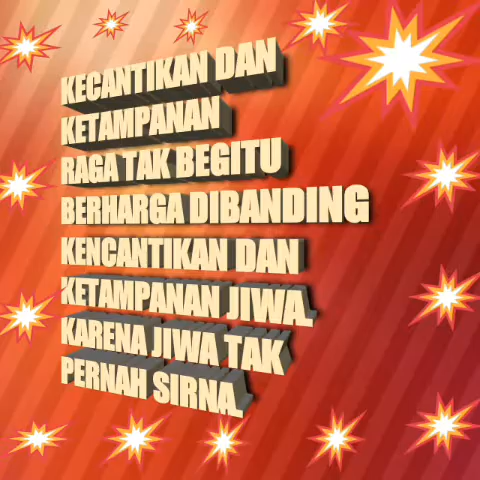 KECANTIKAN DAN
KETAMPANAN
RAGA TAK BEGITU
BERHARGA DIBANDING
KENCANTIKAN DAN
KETAMPANAN JIWA.
KARENA JIWA TAK
PERNAH SIRNA.